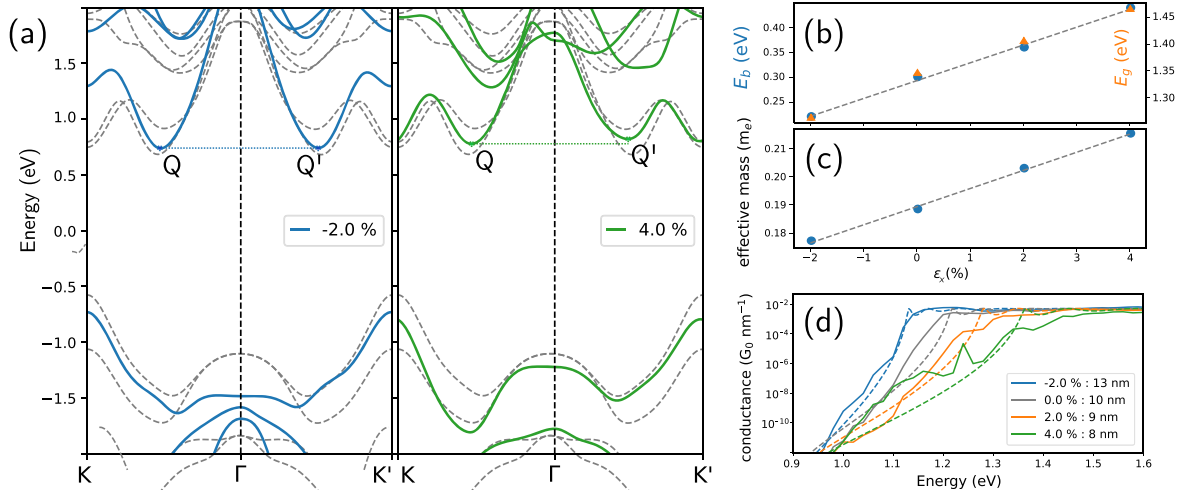 (a)
Energy (eV)
1.5
1.0
0.5
0.0
−0.5
−1.0
−1.5
Q
Q'
-2.0 %
K
Γ
K'
Q
Q'
4.0 %
K
Γ
K'
(b)
E_b (eV)
0.40
0.35
0.30
0.25
E_g (eV)
1.45
1.40
1.35
1.30
(c)
effective mass (m_e)
0.21
0.20
0.19
0.18
−2
−1
0
1
2
3
4
ε_x(%)
(d)
conductance (G_0 nm^-1)
10^-2
10^-4
10^-6
10^-8
10^-10
10^-12
-2.0 % : 13 nm
0.0 % : 10 nm
2.0 % : 9 nm
4.0 % : 8 nm
0.9
1.0
1.1
1.2
1.3
1.4
1.5
1.6
Energy (eV)